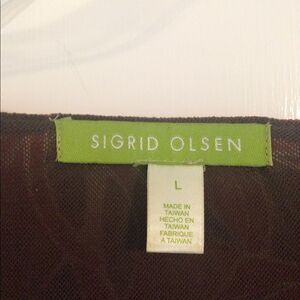 SIGRID OLSEN
L
MADE IN
TAIWAN
HECHO EN
TAIWAN
FABRIQUE
A TAIWAN